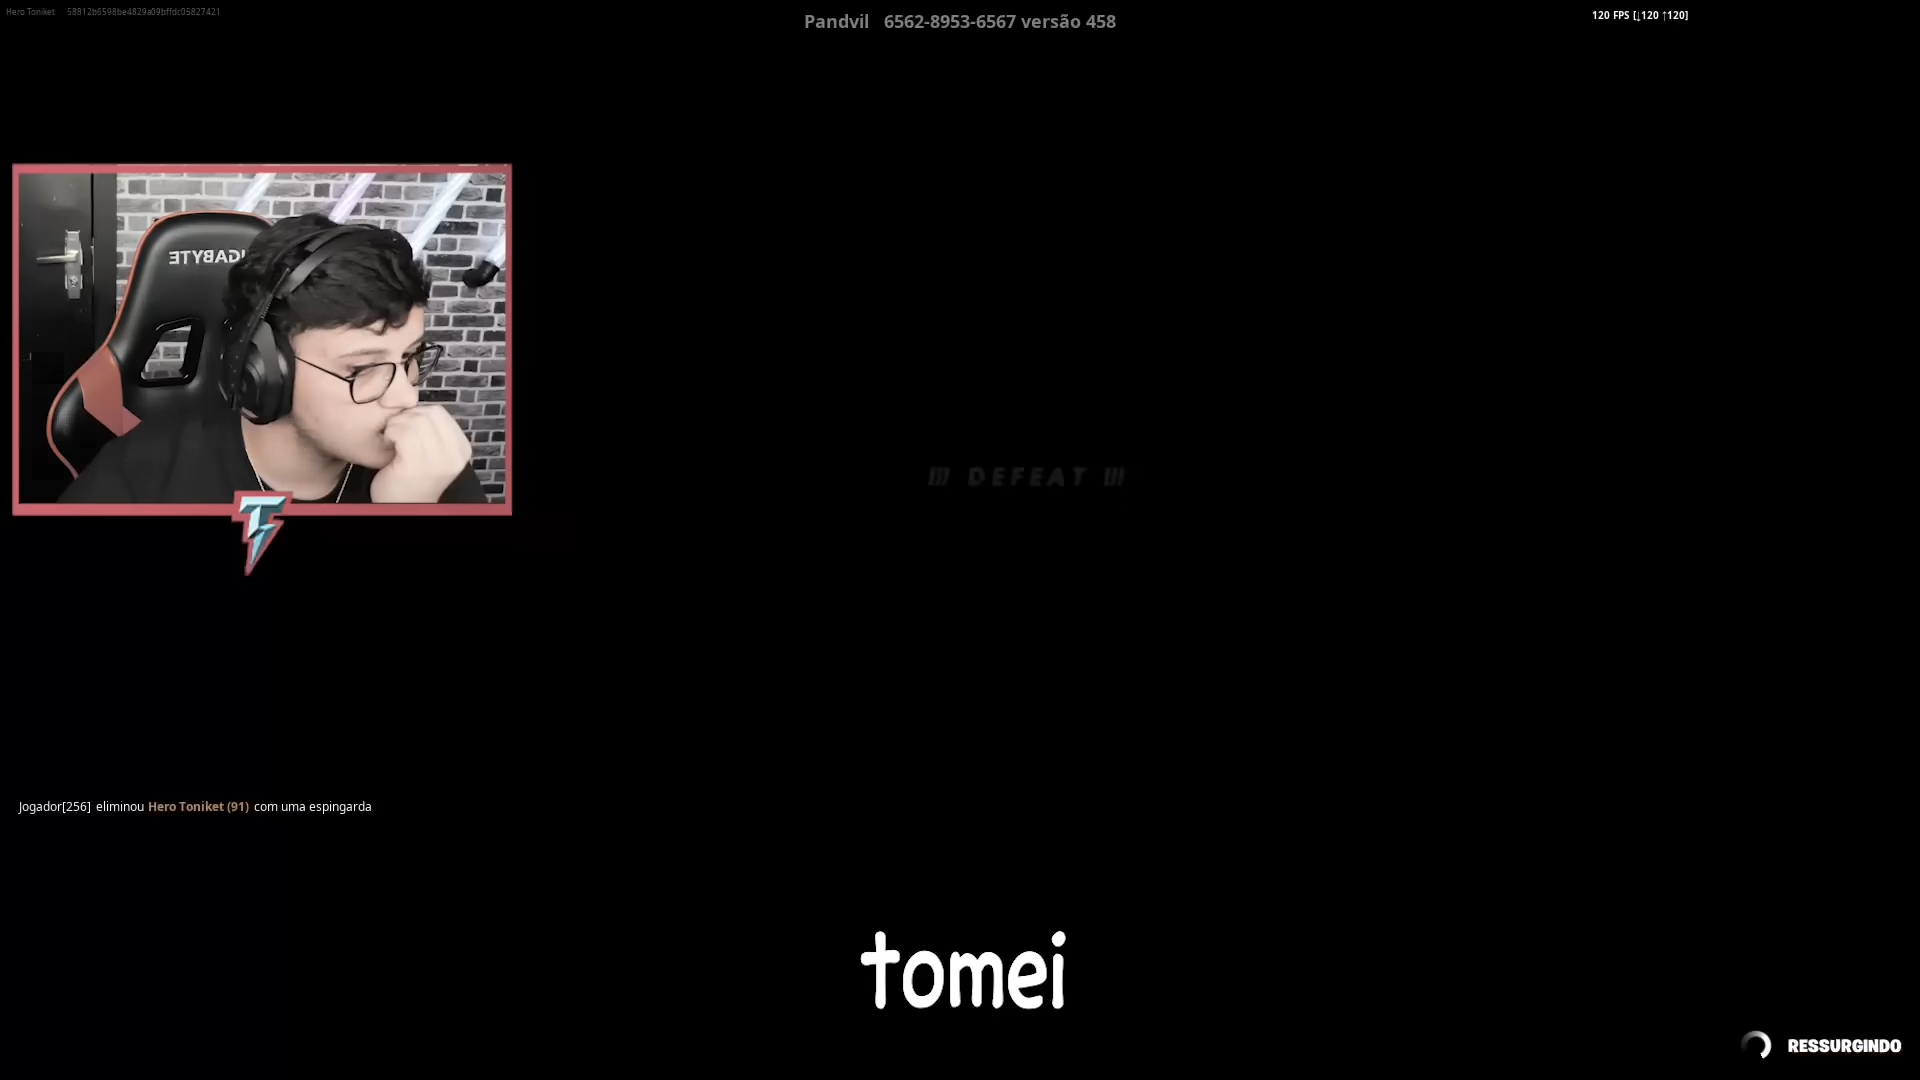 Hero Toniket 58812b6598be4829a09bffdc05827421
Pandvil 6562-8953-6567 versão 458
120 FPS [↓120 ↑120]
GIGABYTE
DEFEAT
Jogador[256] eliminou Hero Toniket (91) com uma espingarda
tomei
RESSURGINDO